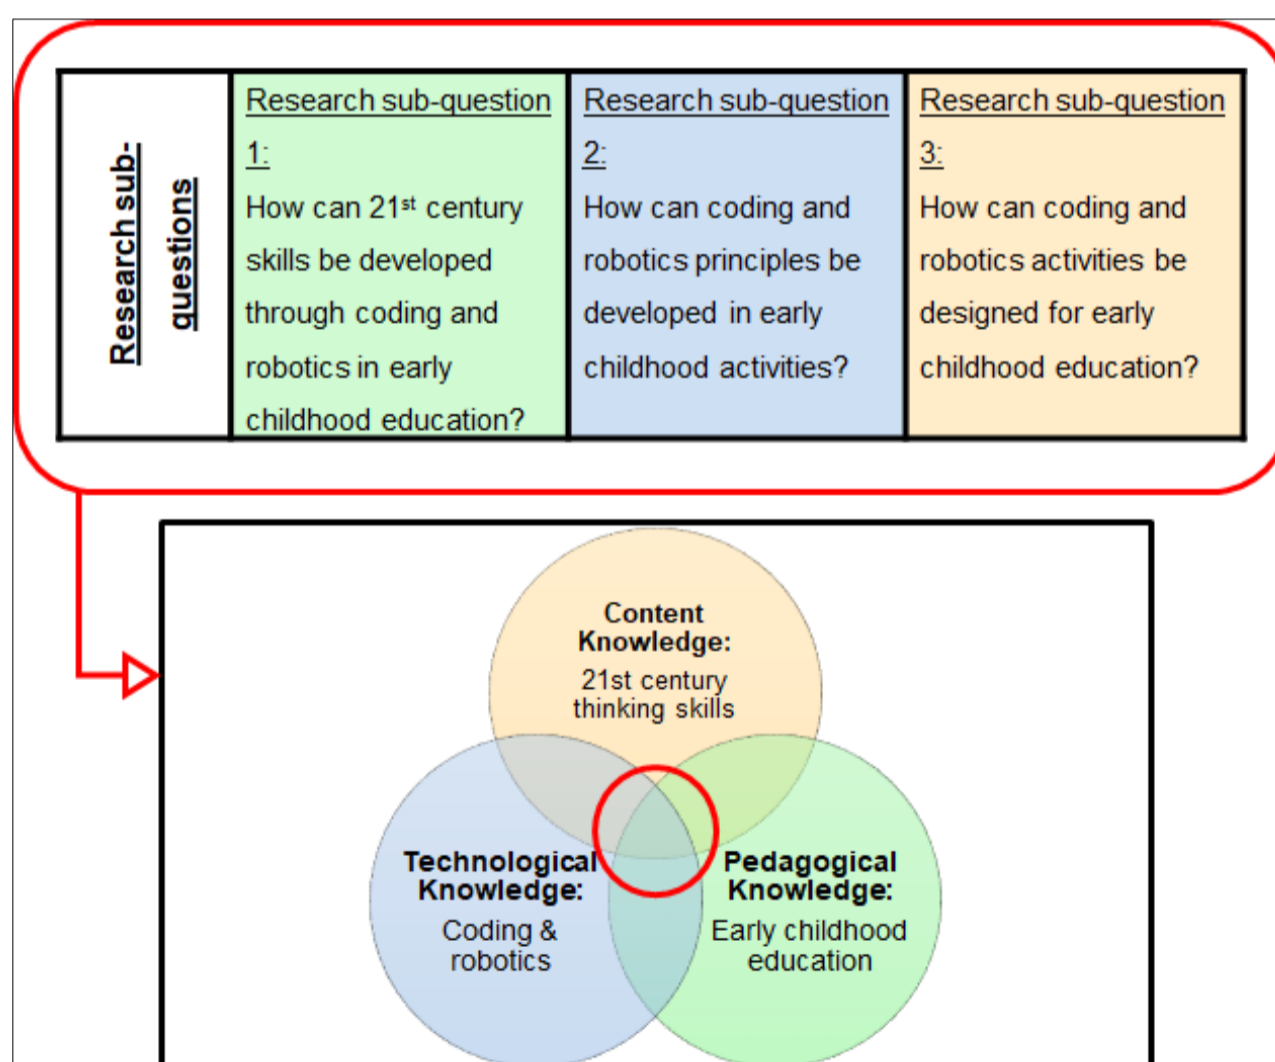 Research sub-
questions
Research sub-question
1:
How can 21st century
skills be developed
through coding and
robotics in early
childhood education?
Research sub-question
2:
How can coding and
robotics principles be
developed in early
childhood activities?
Research sub-question
3:
How can coding and
robotics activities be
designed for early
childhood education?
Content
Knowledge:
21st century
thinking skills
Technological
Knowledge:
Coding &
robotics
Pedagogical
Knowledge:
Early childhood
education